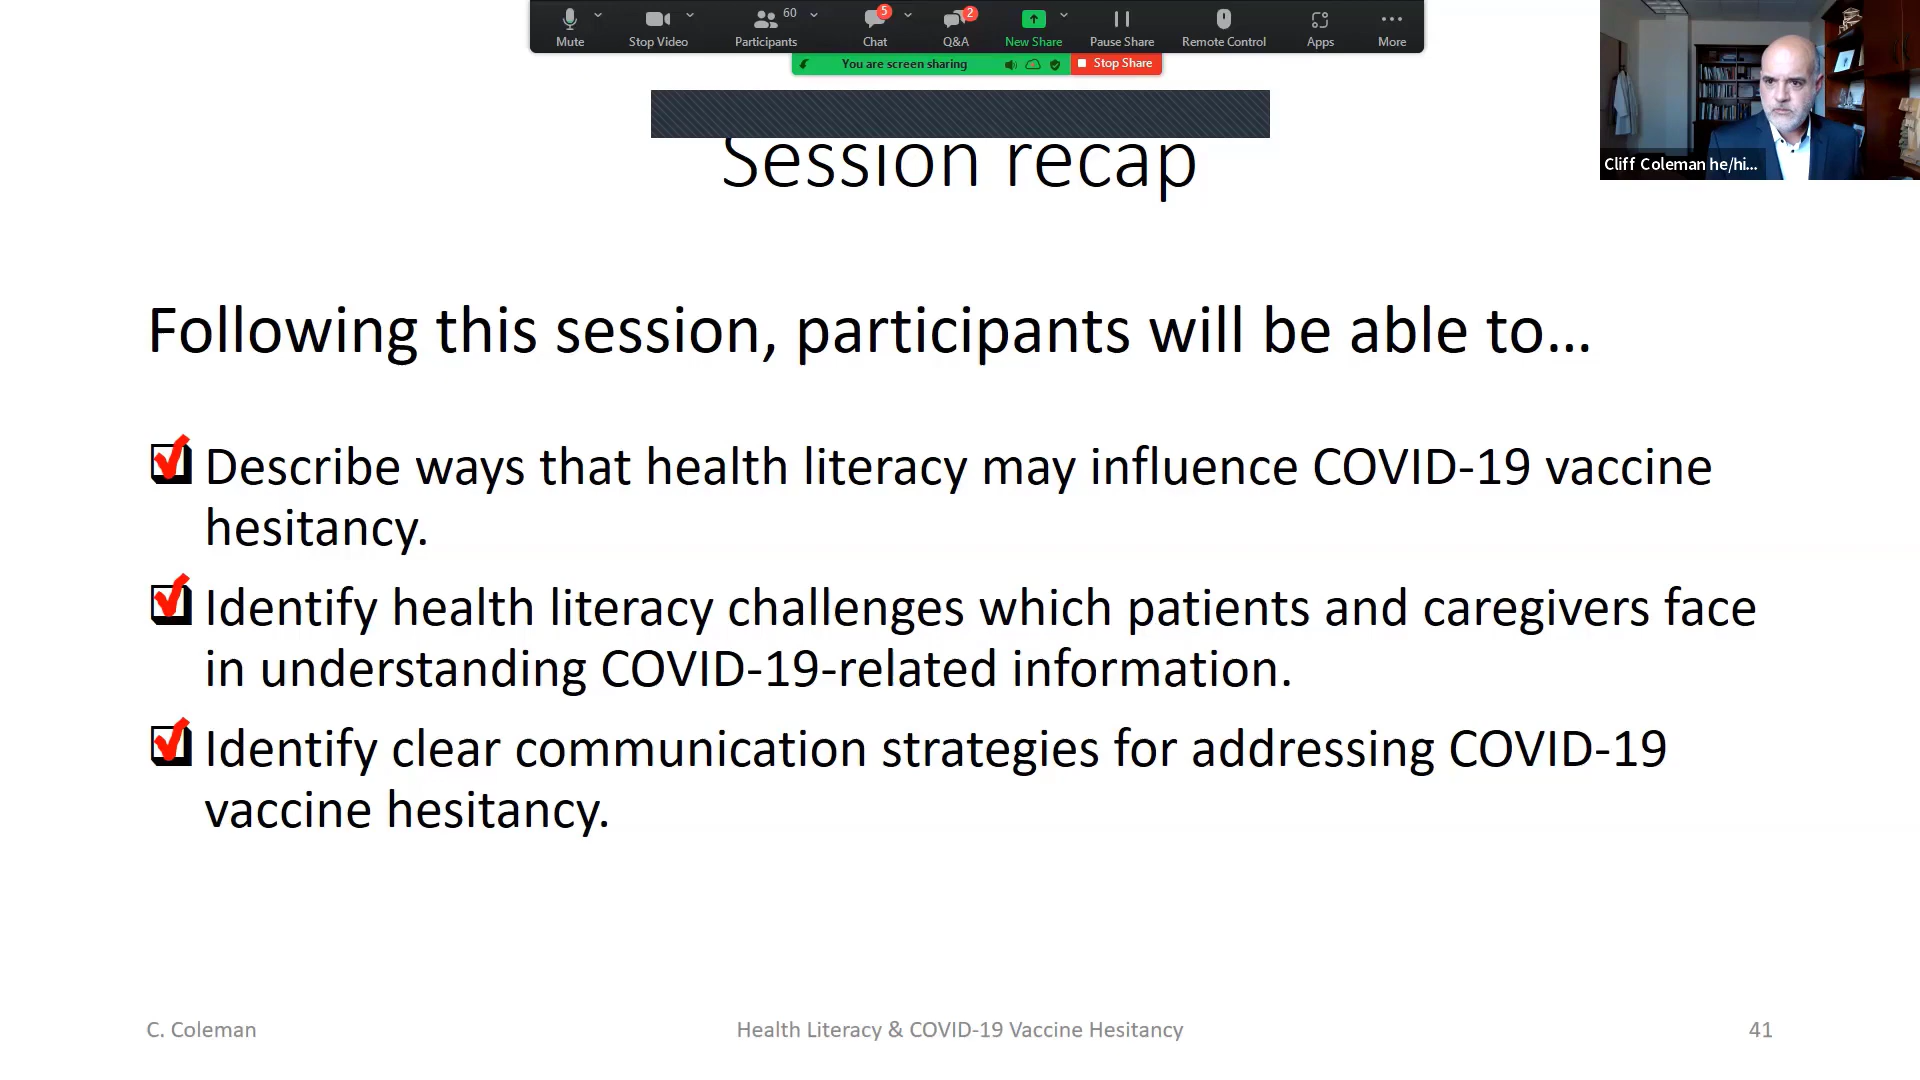 60
5
2
Mute
Stop Video
Participants
Chat
Q&A
New Share
Pause Share
Remote Control
Apps
More
You are screen sharing
Stop Share
Cliff Coleman he/hi...
Session recap
Following this session, participants will be able to...
Describe ways that health literacy may influence COVID-19 vaccine
hesitancy.
Identify health literacy challenges which patients and caregivers face
in understanding COVID-19-related information.
Identify clear communication strategies for addressing COVID-19
vaccine hesitancy.
C. Coleman
Health Literacy & COVID-19 Vaccine Hesitancy
41